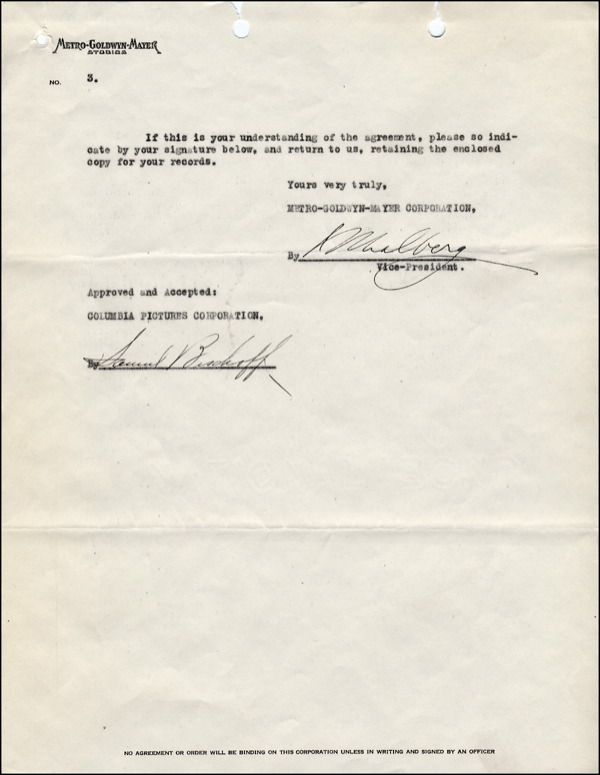 METRO-GOLDWYN-MAYER
STUDIOS
NO. 3.
If this is your understanding of the agreement, please so indi-
cate by your signature below, and return to us, retaining the enclosed
copy for your records.
Yours very truly,
METRO-GOLDWYN-MAYER CORPORATION,
By
Vice-President.
Approved and Accepted:
COLUMBIA PICTURES CORPORATION,
By Samuel Bischoff
NO AGREEMENT OR ORDER WILL BE BINDING ON THIS CORPORATION UNLESS IN WRITING AND SIGNED BY AN OFFICER